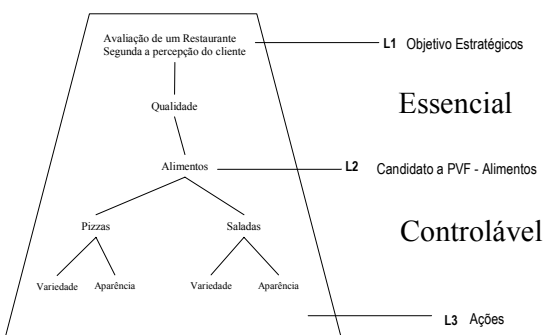 Avaliação de um Restaurante
Segunda a percepção do cliente
L1 Objetivo Estratégicos
Essencial
Qualidade
Alimentos
L2 Candidato a PVF - Alimentos
Pizzas
Saladas
Controlável
Variedade
Aparência
Variedade
Aparência
L3 Ações